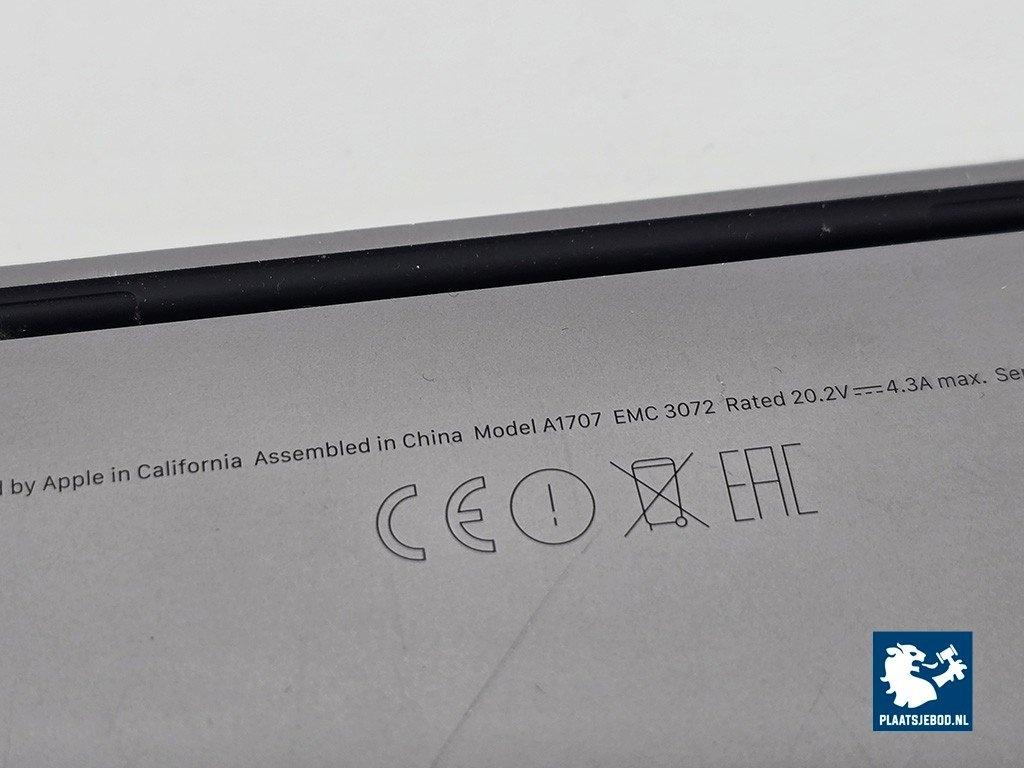 by Apple in California Assembled in China Model A1707 EMC 3072 Rated 20.2V⎓4.3A max.
CE EAC
PLAATSJEBOD.NL